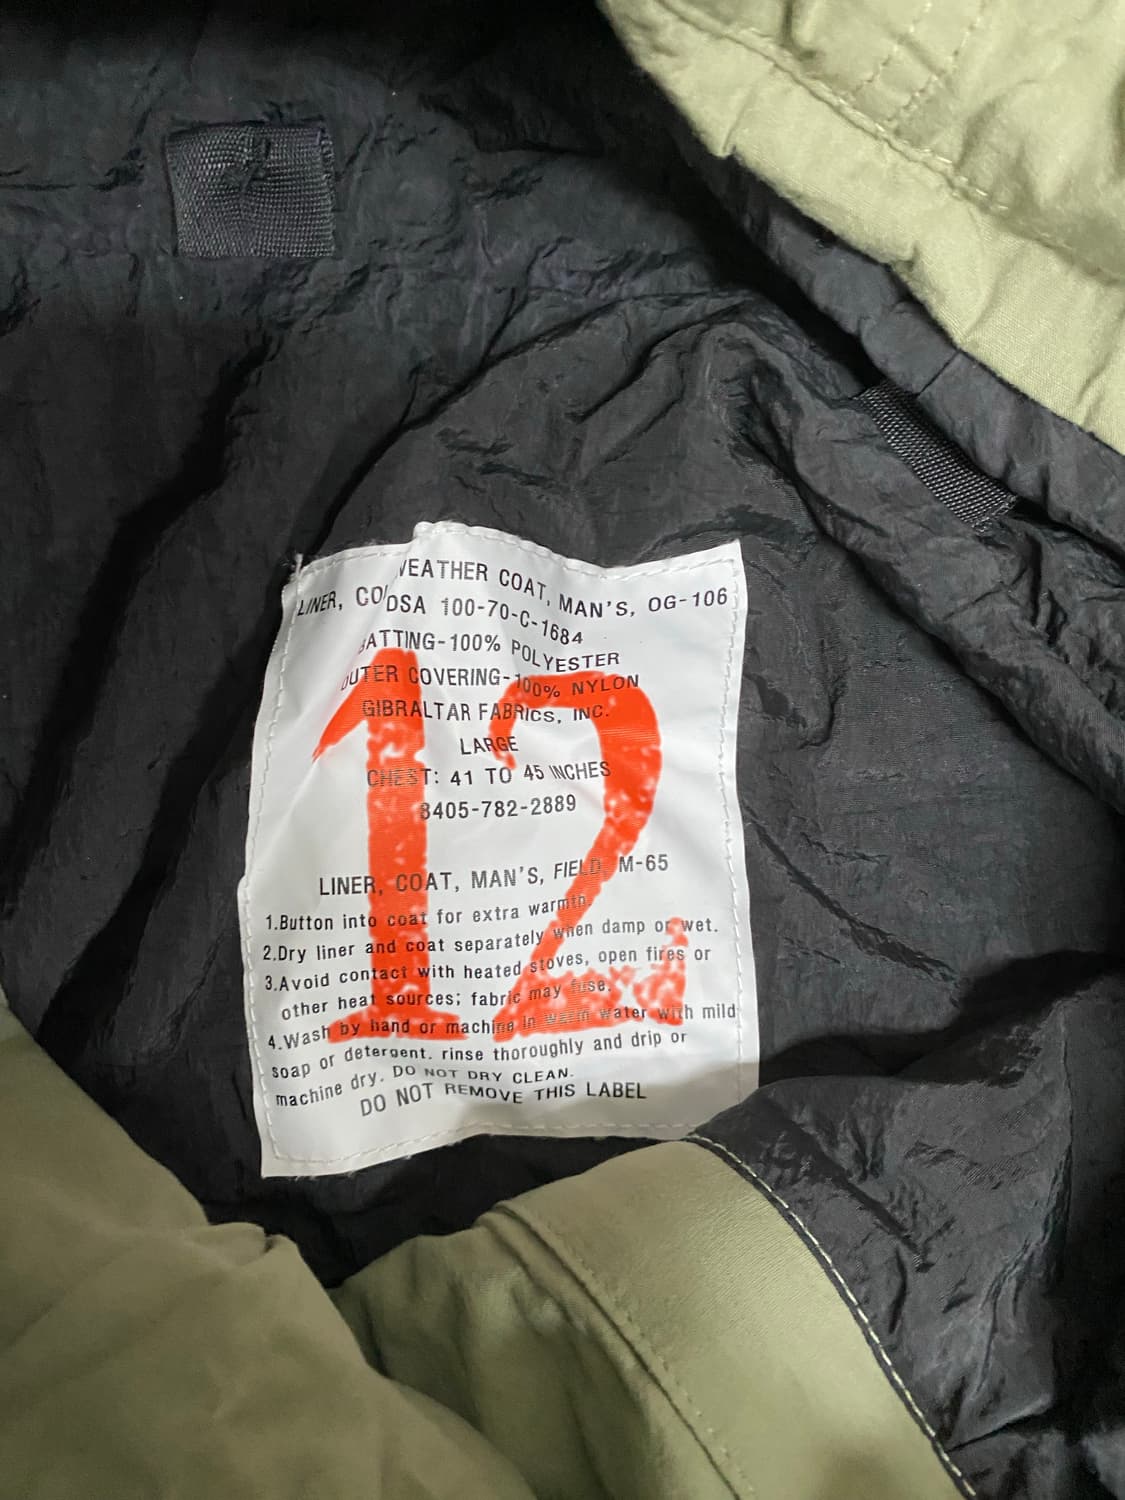 LINER, COLD WEATHER COAT, MAN'S, OG-106
DSA 100-70-C-1684
BATTING-100% POLYESTER
OUTER COVERING-100% NYLON
GIBRALTAR FABRICS, INC.
LARGE
CHEST: 41 TO 45 INCHES
8405-782-2889
12
LINER, COAT, MAN'S, FIELD, M-65
1.Button into coat for extra warmth.
2.Dry liner and coat separately when damp or wet.
3.Avoid contact with heated stoves, open fires or
other heat sources; fabric may fuse.
4.Wash by hand or machine in warm water with mild
soap or detergent. rinse thoroughly and drip or
machine dry. DO NOT DRY CLEAN.
DO NOT REMOVE THIS LABEL